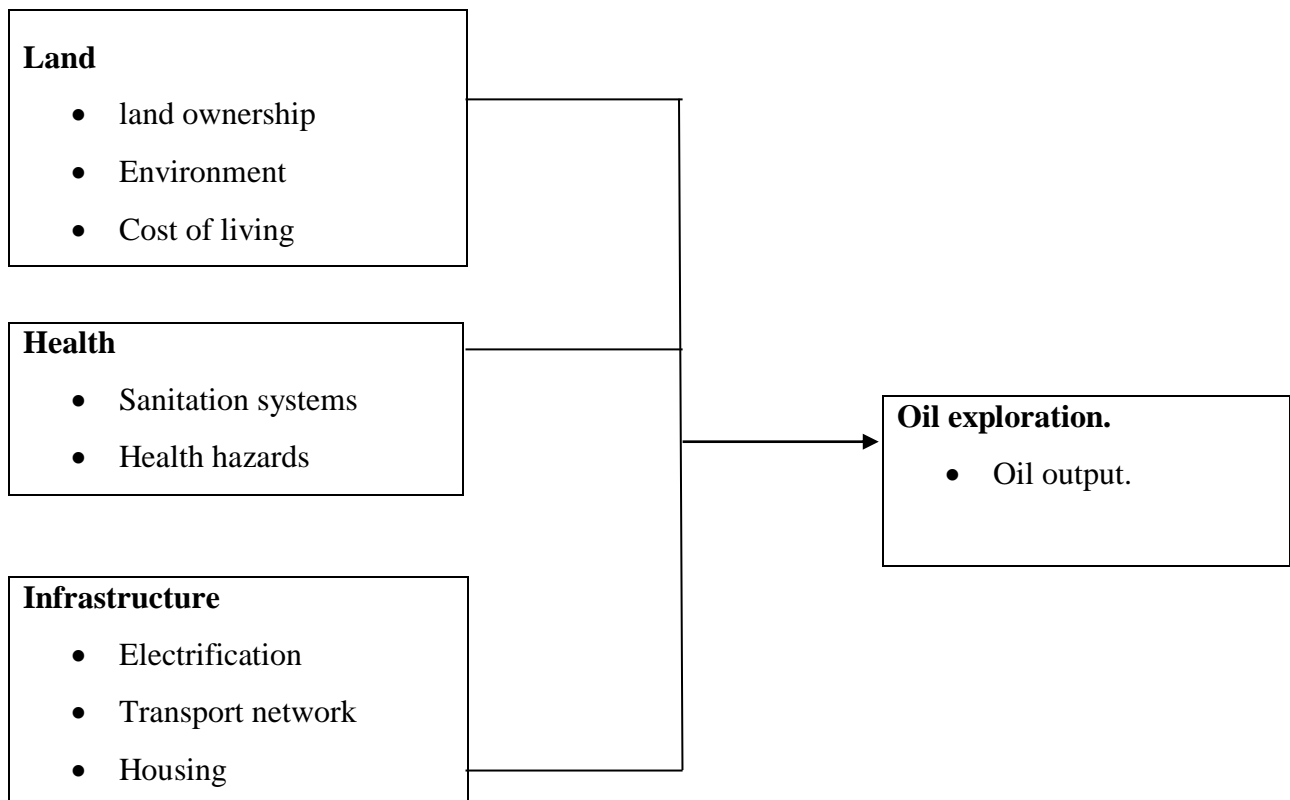 Land
• land ownership
• Environment
• Cost of living
Health
• Sanitation systems
• Health hazards
Infrastructure
• Electrification
• Transport network
• Housing
Oil exploration.
• Oil output.